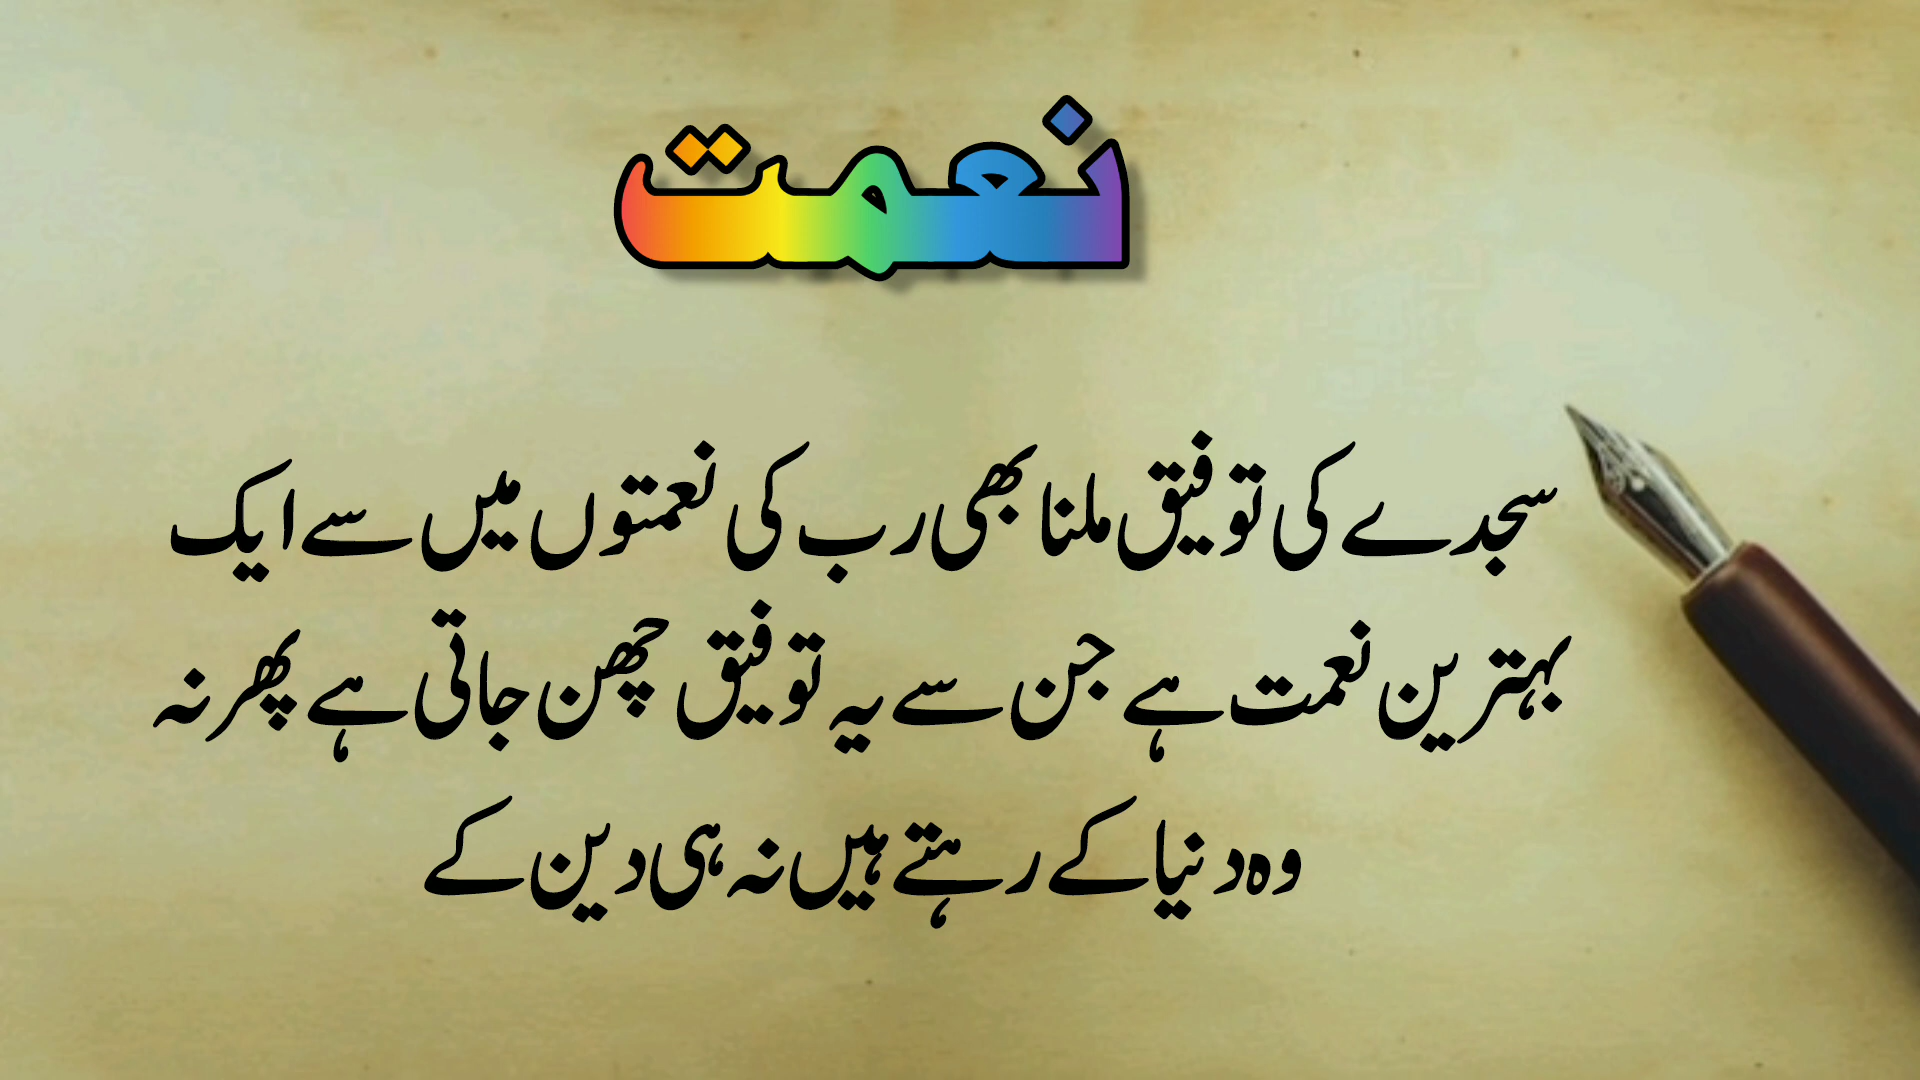 نعمت
سجدے کی توفیق ملنا بھی رب کی نعمتوں میں سے ایک
بہترین نعمت ہے جن سے یہ توفیق چھن جاتی ہے پھر نہ
وہ دنیا کے رہتے ہیں نہ ہی دین کے